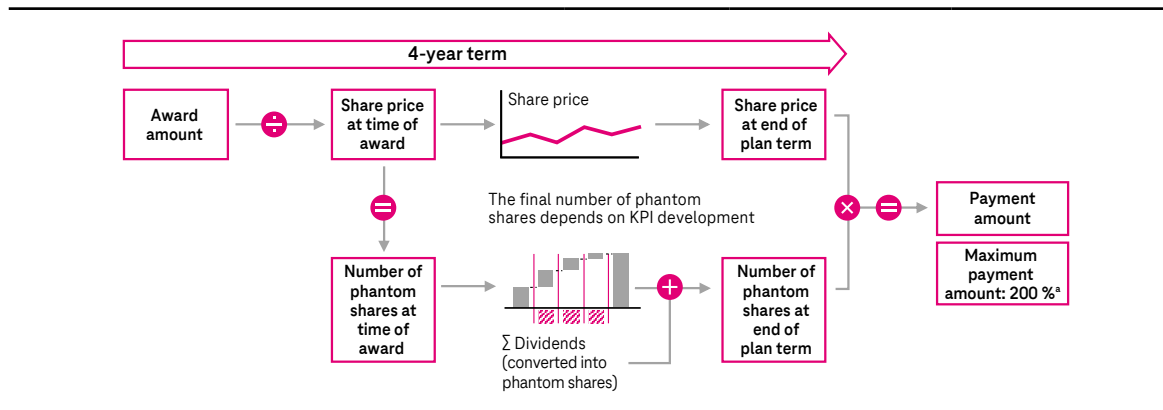 4-year term
Award
amount
÷
Share price
at time of
award
Share price
Share price
at end of
plan term
=
The final number of phantom
shares depends on KPI development
×
=
Payment
amount
Maximum
payment
amount: 200 %ª
Number of
phantom
shares at
time of
award
+
Number of
phantom
shares at
end of
plan term
∑ Dividends
(converted into
phantom shares)